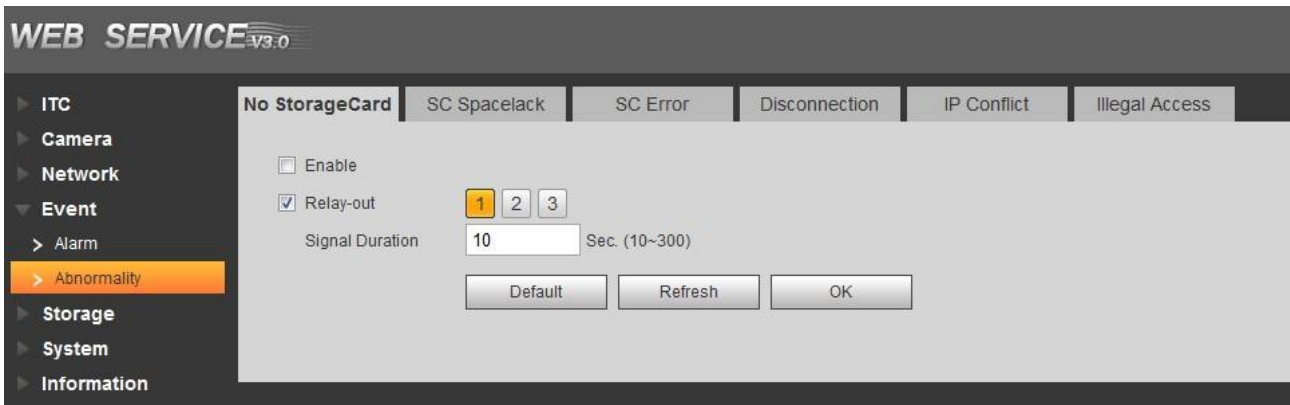 WEB SERVICE V3.0
ITC
Camera
Network
Event
Alarm
Abnormality
Storage
System
Information
No StorageCard SC Spacelack SC Error Disconnection IP Conflict Illegal Access
Enable
Relay-out 1 2 3
Signal Duration 10 Sec. (10~300)
Default Refresh OK